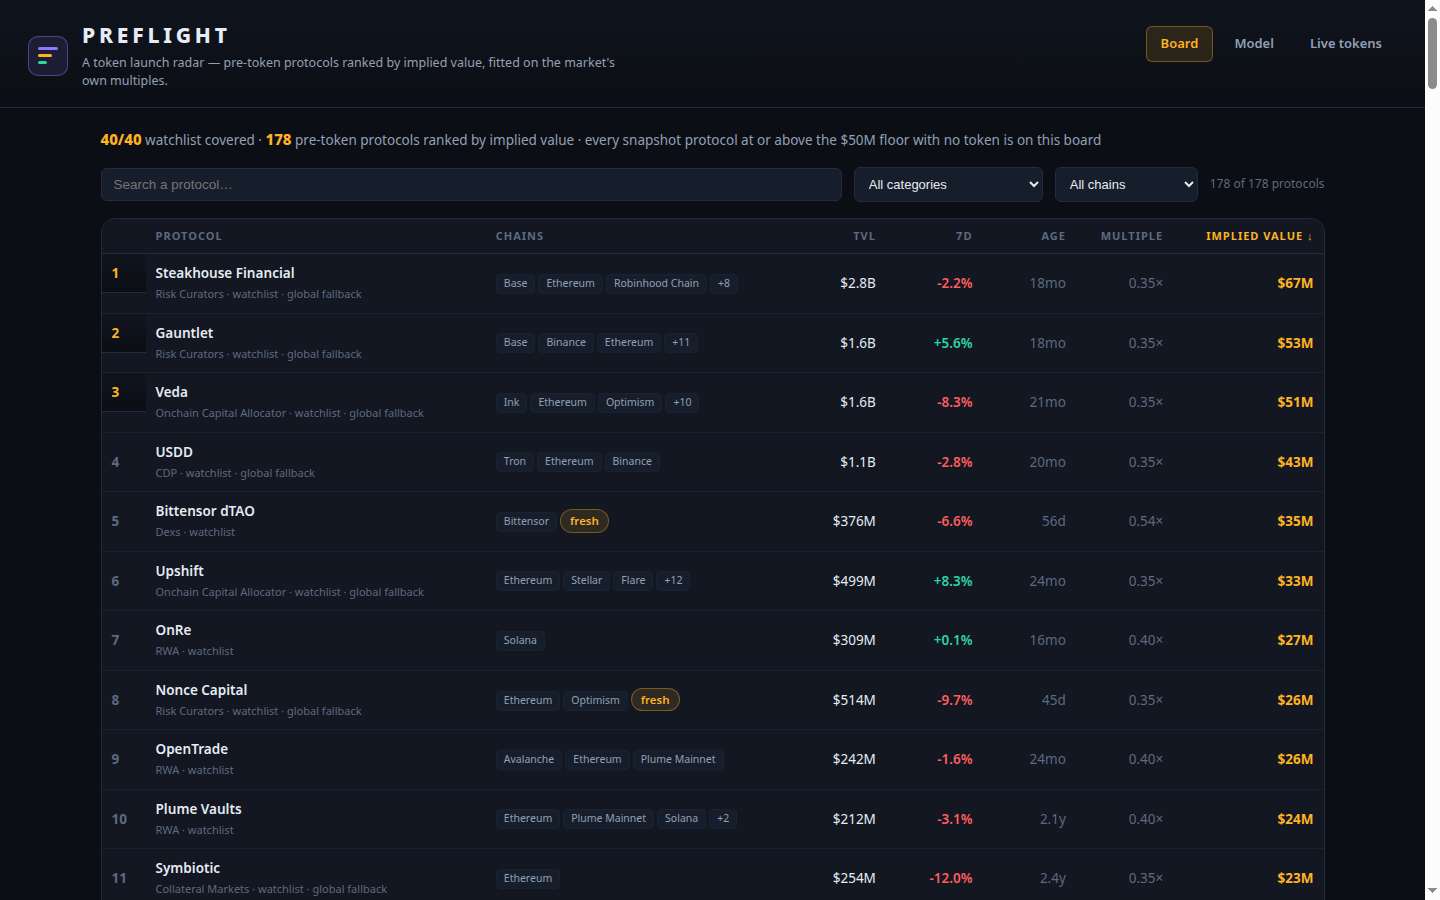 PREFLIGHT
A token launch radar — pre-token protocols ranked by implied value, fitted on the market's
own multiples.
Board Model Live tokens
40/40 watchlist covered · 178 pre-token protocols ranked by implied value · every snapshot protocol at or above the $50M floor with no token is on this board
Search a protocol… All categories All chains 178 of 178 protocols
PROTOCOL CHAINS TVL 7D AGE MULTIPLE IMPLIED VALUE ↓
1 Steakhouse Financial Base Ethereum Robinhood Chain +8 $2.8B -2.2% 18mo 0.35× $67M
Risk Curators · watchlist · global fallback
2 Gauntlet Base Binance Ethereum +11 $1.6B +5.6% 18mo 0.35× $53M
Risk Curators · watchlist · global fallback
3 Veda Ink Ethereum Optimism +10 $1.6B -8.3% 21mo 0.35× $51M
Onchain Capital Allocator · watchlist · global fallback
4 USDD Tron Ethereum Binance $1.1B -2.8% 20mo 0.35× $43M
CDP · watchlist · global fallback
5 Bittensor dTAO Bittensor fresh $376M -6.6% 56d 0.54× $35M
Dexs · watchlist
6 Upshift Ethereum Stellar Flare +12 $499M +8.3% 24mo 0.35× $33M
Onchain Capital Allocator · watchlist · global fallback
7 OnRe Solana $309M +0.1% 16mo 0.40× $27M
RWA · watchlist
8 Nonce Capital Ethereum Optimism fresh $514M -9.7% 45d 0.35× $26M
Risk Curators · watchlist · global fallback
9 OpenTrade Avalanche Ethereum Plume Mainnet $242M -1.6% 24mo 0.40× $26M
RWA · watchlist
10 Plume Vaults Ethereum Plume Mainnet Solana +2 $212M -3.1% 2.1y 0.40× $24M
RWA · watchlist
11 Symbiotic Ethereum $254M -12.0% 2.4y 0.35× $23M
Collateral Markets · watchlist · global fallback